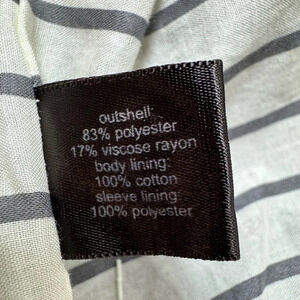 outshell:
83% polyester
17% viscose rayon
body lining:
100% cotton
sleeve lining:
100% polyester